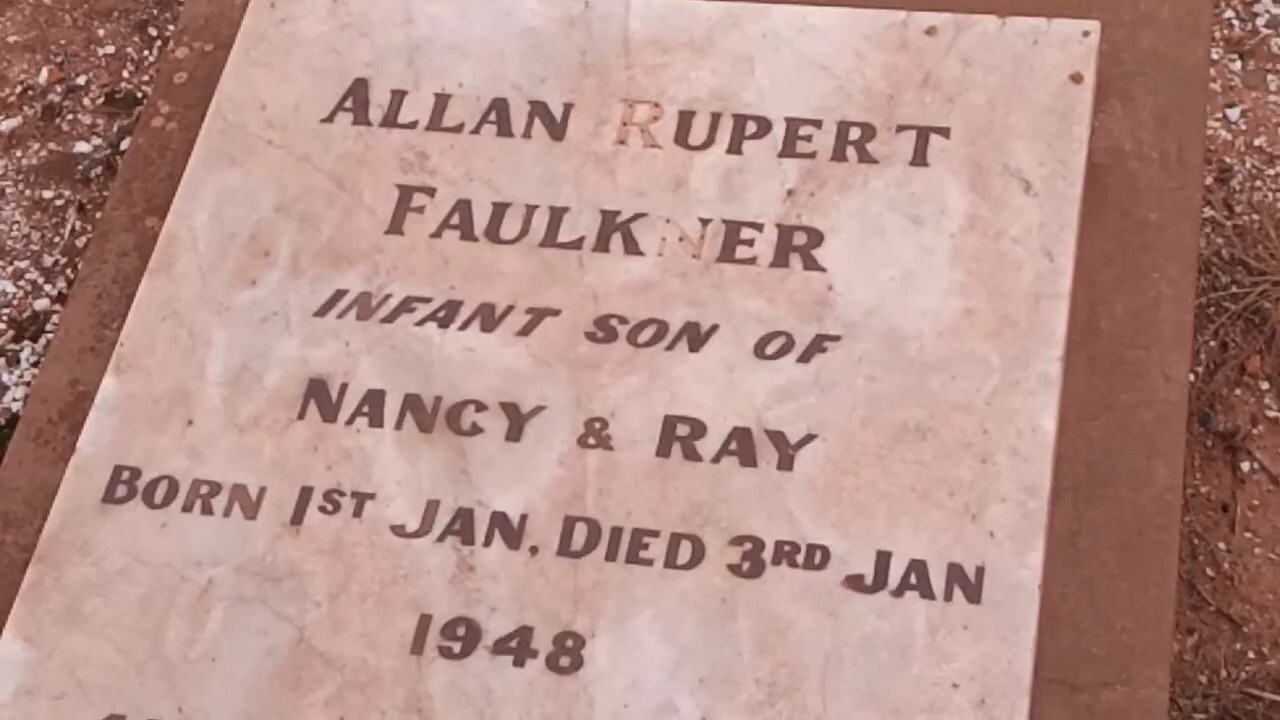 ALLAN RUPERT
FAULKNER
INFANT SON OF
NANCY & RAY
BORN 1ST JAN, DIED 3RD JAN
1948